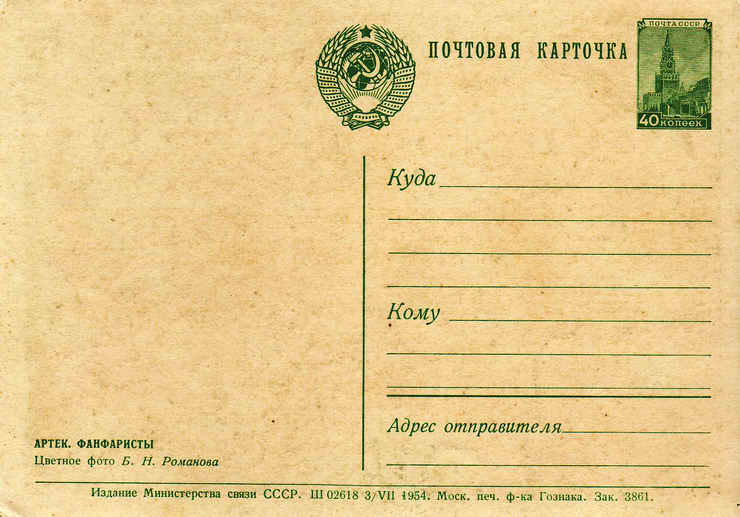 ПОЧТА СССР
ПОЧТОВАЯ КАРТОЧКА
40 копеек
Куда
Кому
Адрес отправителя
АРТЕК. ФАНФАРИСТЫ
Цветное фото Б. Н. Романова
Издание Министерства связи СССР. Ш 02618 3/VII 1954. Моск. печ. ф-ка Гознака. Зак. 3861.